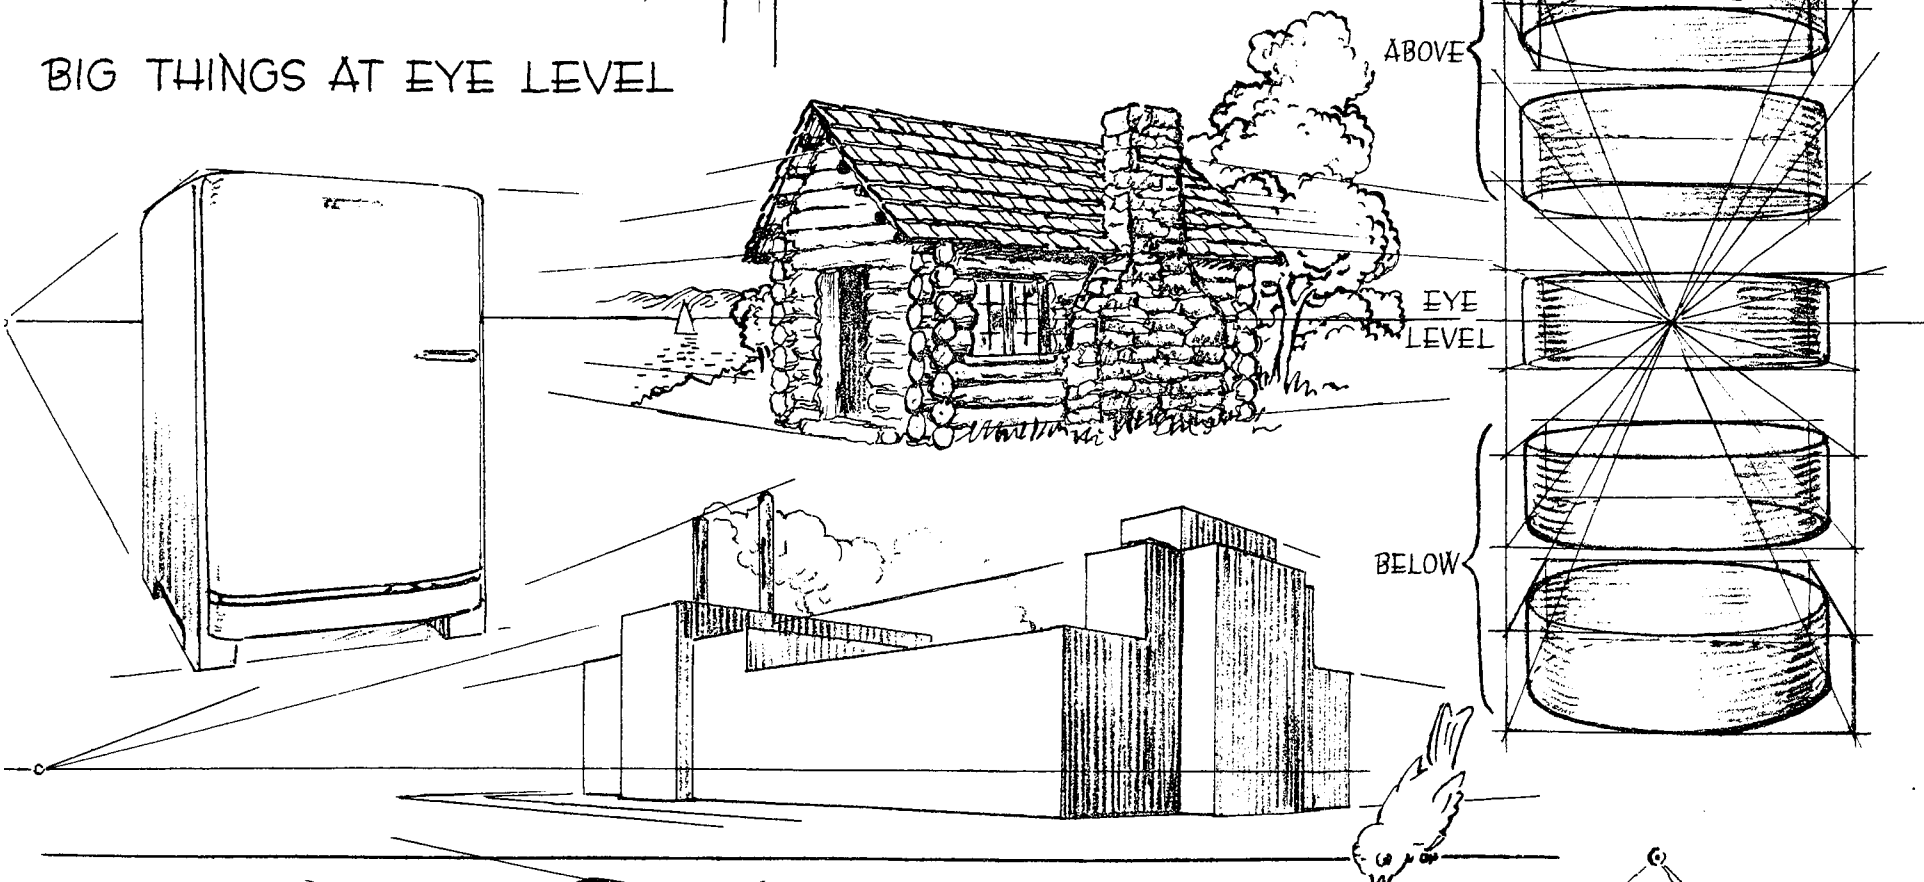 BIG THINGS AT EYE LEVEL
ABOVE
EYE
LEVEL
BELOW